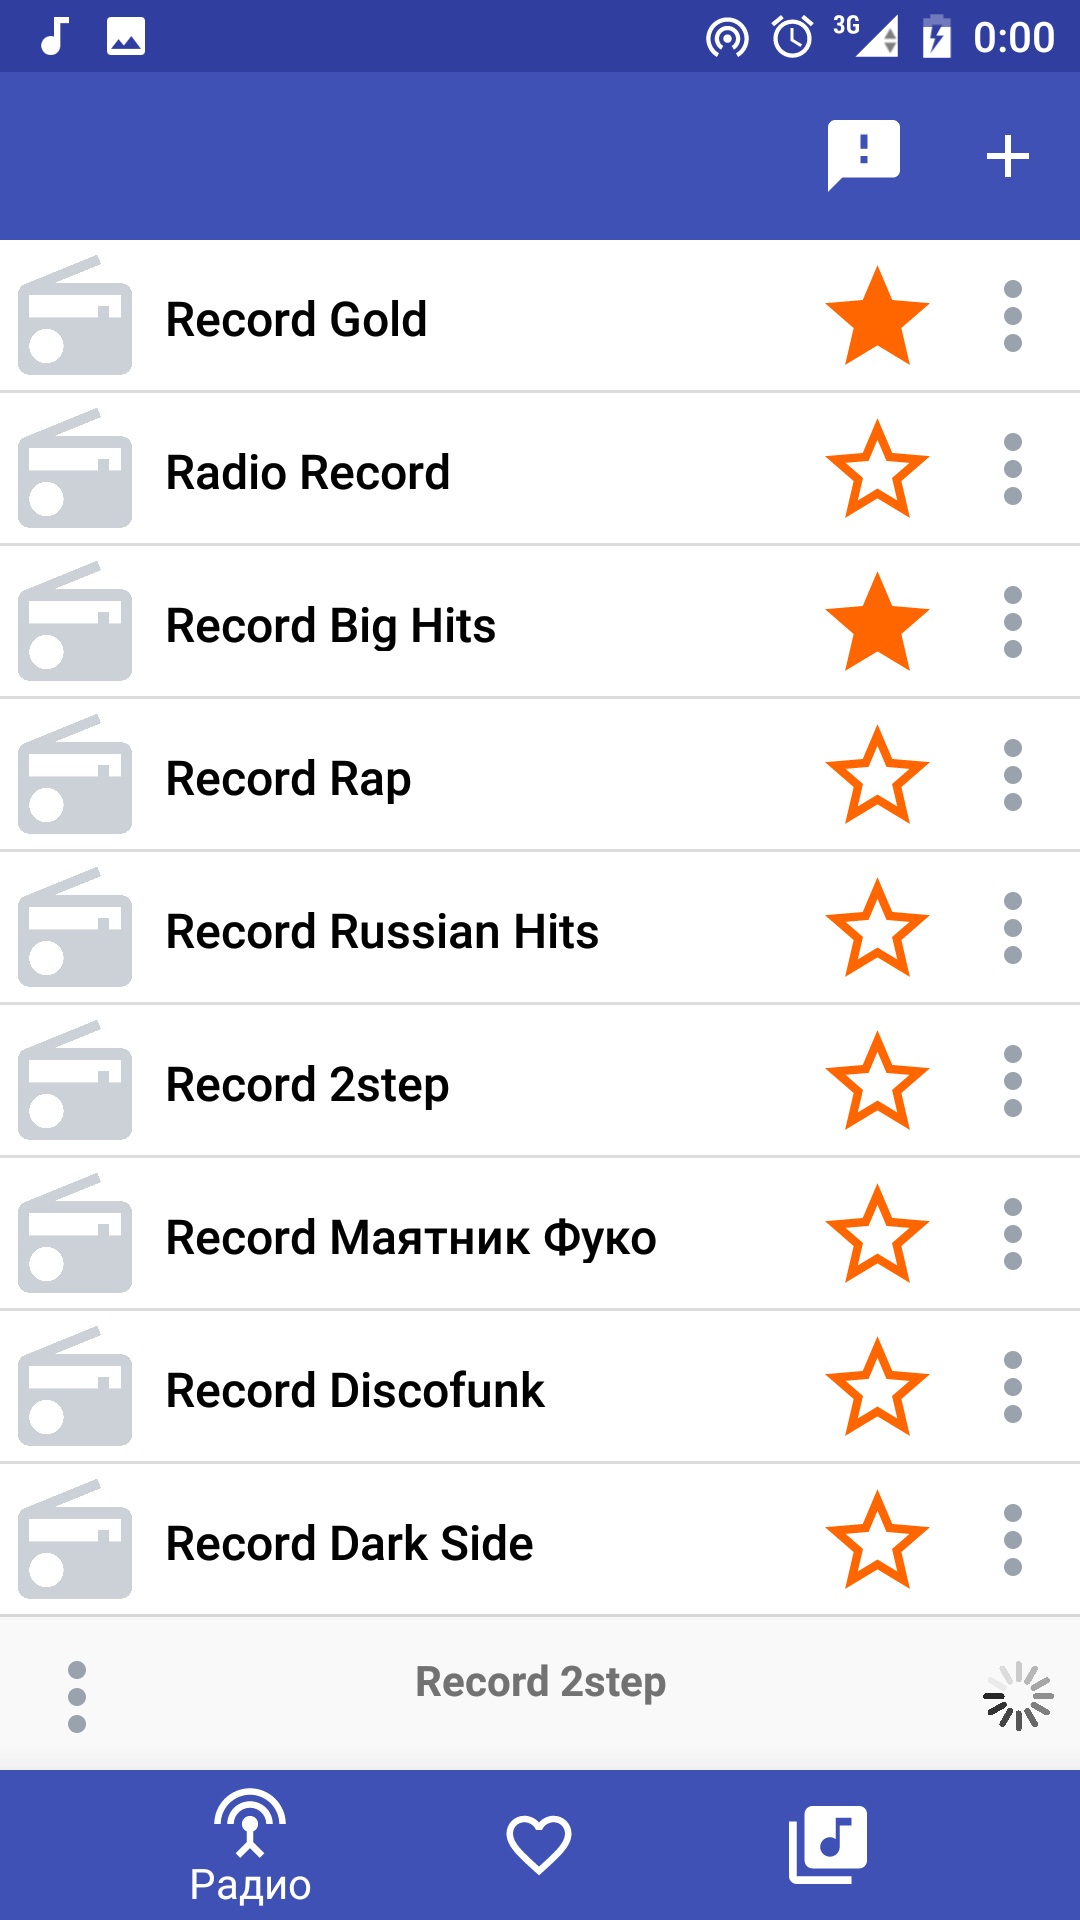 3G 0:00
Record Gold
Radio Record
Record Big Hits
Record Rap
Record Russian Hits
Record 2step
Record Маятник Фуко
Record Discofunk
Record Dark Side
Record 2step
Радио